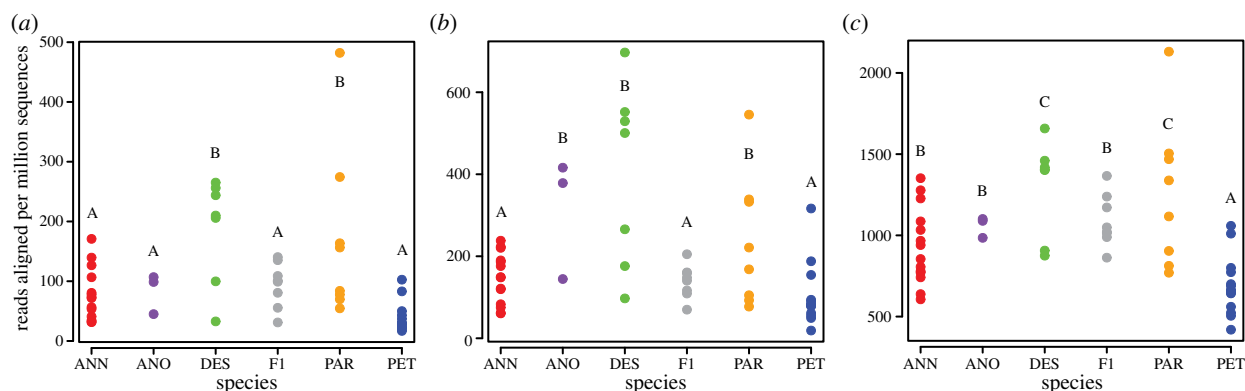 (a)
(b)
(c)
reads aligned per million sequences
500
400
300
200
100
0
A
A
B
A
B
A
ANN
ANO
DES
F1
PAR
PET
species
600
400
200
0
A
B
B
A
B
A
ANN
ANO
DES
F1
PAR
PET
species
2000
1500
1000
500
B
B
C
B
C
A
ANN
ANO
DES
F1
PAR
PET
species